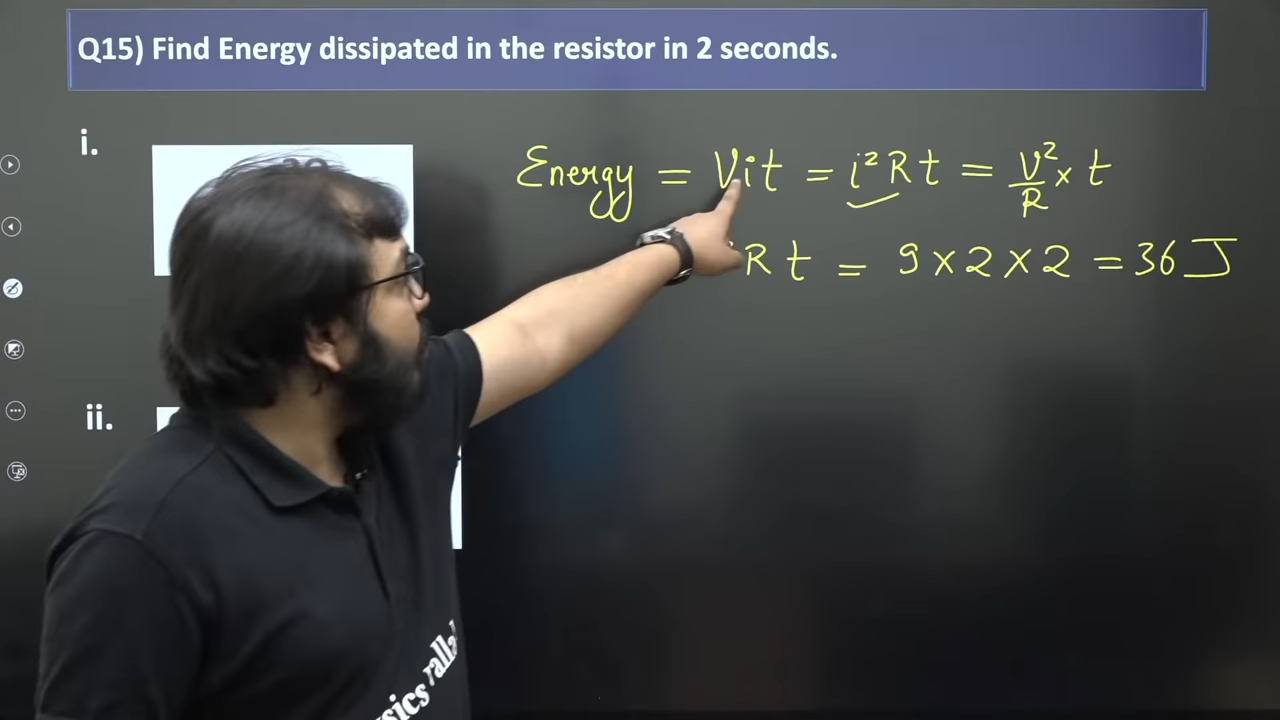 Q15) Find Energy dissipated in the resistor in 2 seconds.
i.
Energy = Vit = i²Rt = V²/R × t
Rt = 9×2×2 = 36 J
ii.